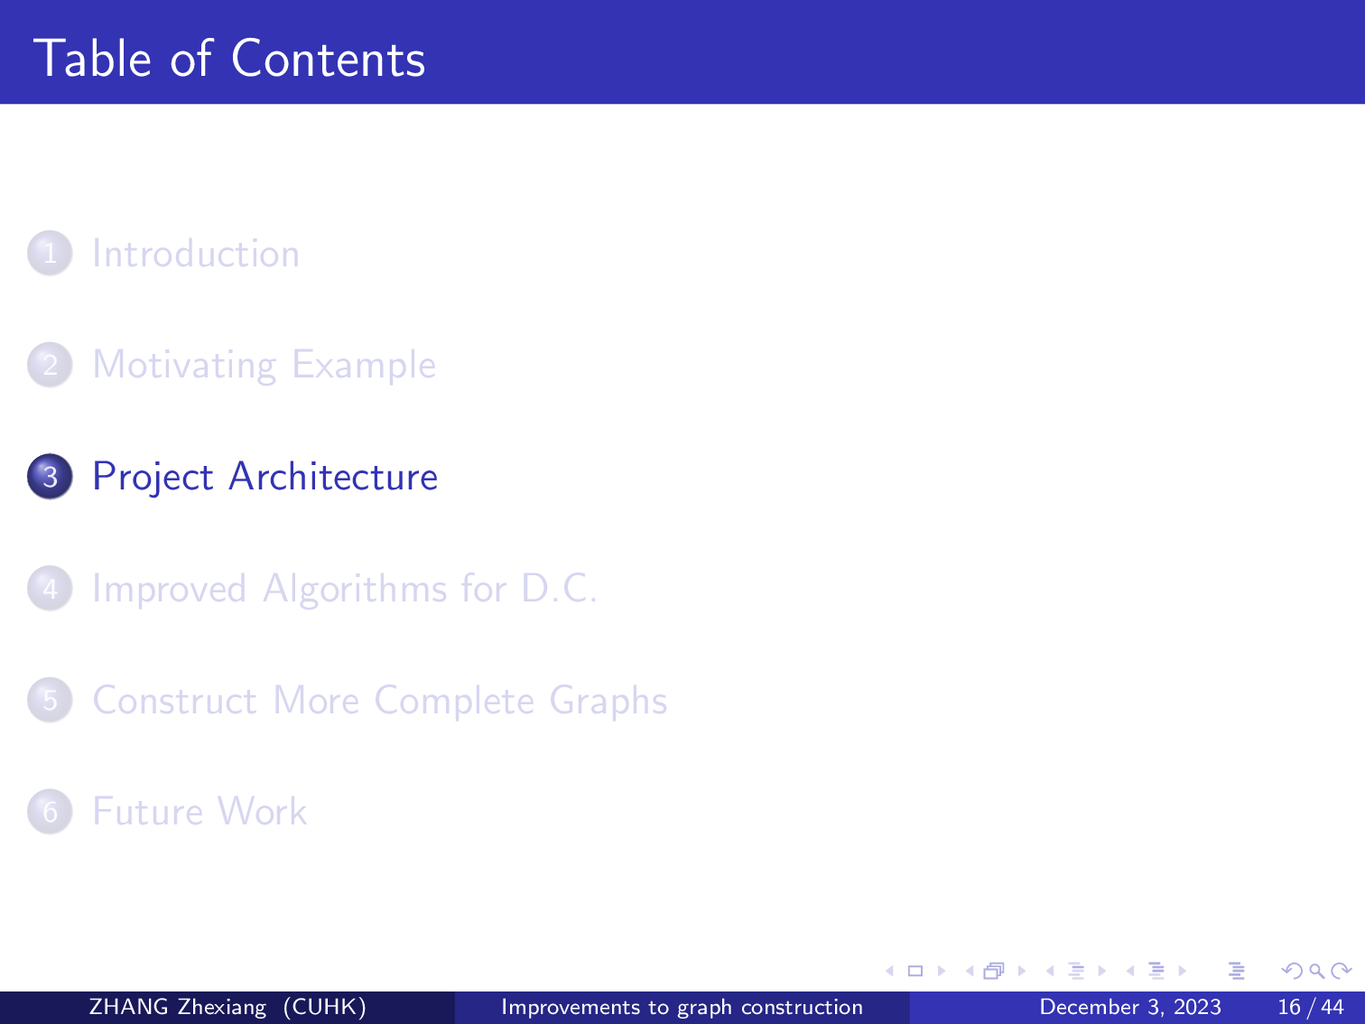 Table of Contents
1 Introduction
2 Motivating Example
3 Project Architecture
4 Improved Algorithms for D.C.
5 Construct More Complete Graphs
6 Future Work
ZHANG Zhexiang (CUHK) Improvements to graph construction December 3, 2023 16 / 44